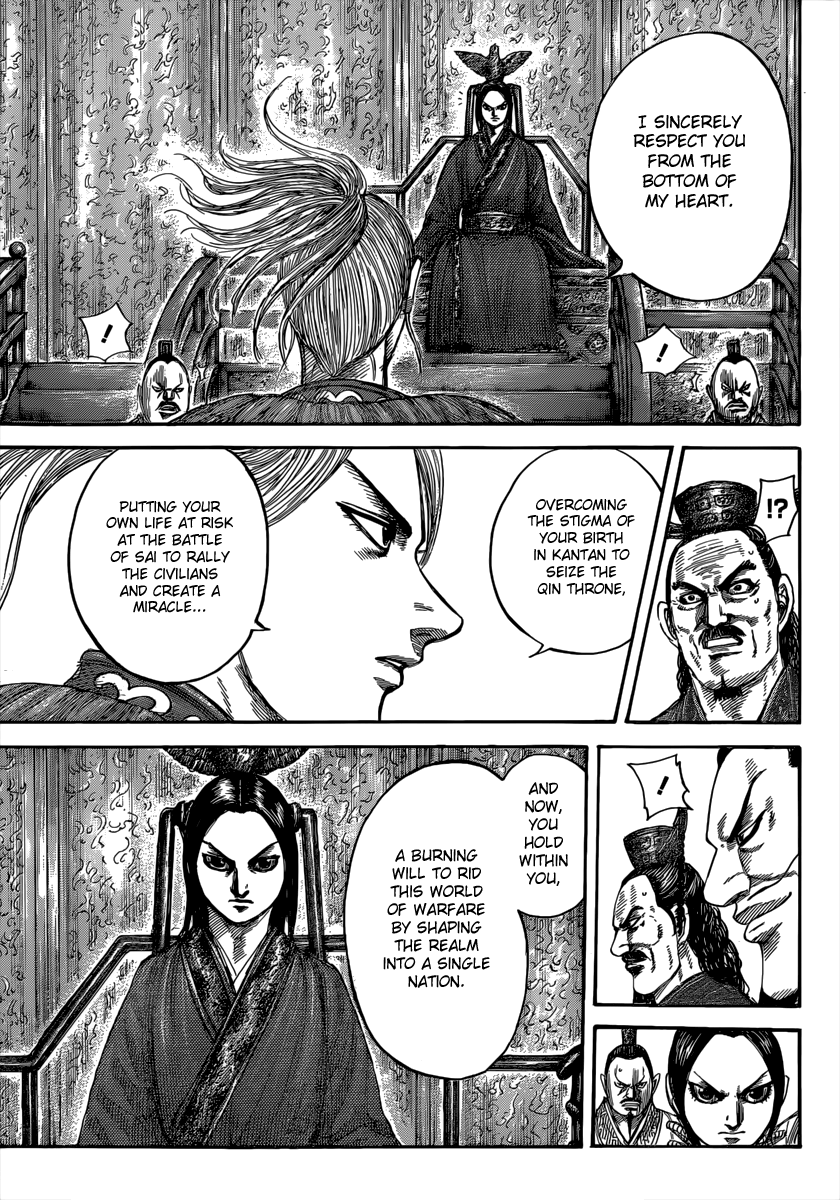 I SINCERELY
RESPECT YOU
FROM THE
BOTTOM OF
MY HEART.
!
!
!?
OVERCOMING
THE STIGMA OF
YOUR BIRTH
IN KANTAN TO
SEIZE THE
QIN THRONE,
PUTTING YOUR
OWN LIFE AT RISK
AT THE BATTLE
OF SAI TO RALLY
THE CIVILIANS
AND CREATE A
MIRACLE...
!
AND
NOW,
YOU
HOLD
WITHIN
YOU,
A BURNING
WILL TO RID
THIS WORLD
OF WARFARE
BY SHAPING
THE REALM
INTO A SINGLE
NATION.